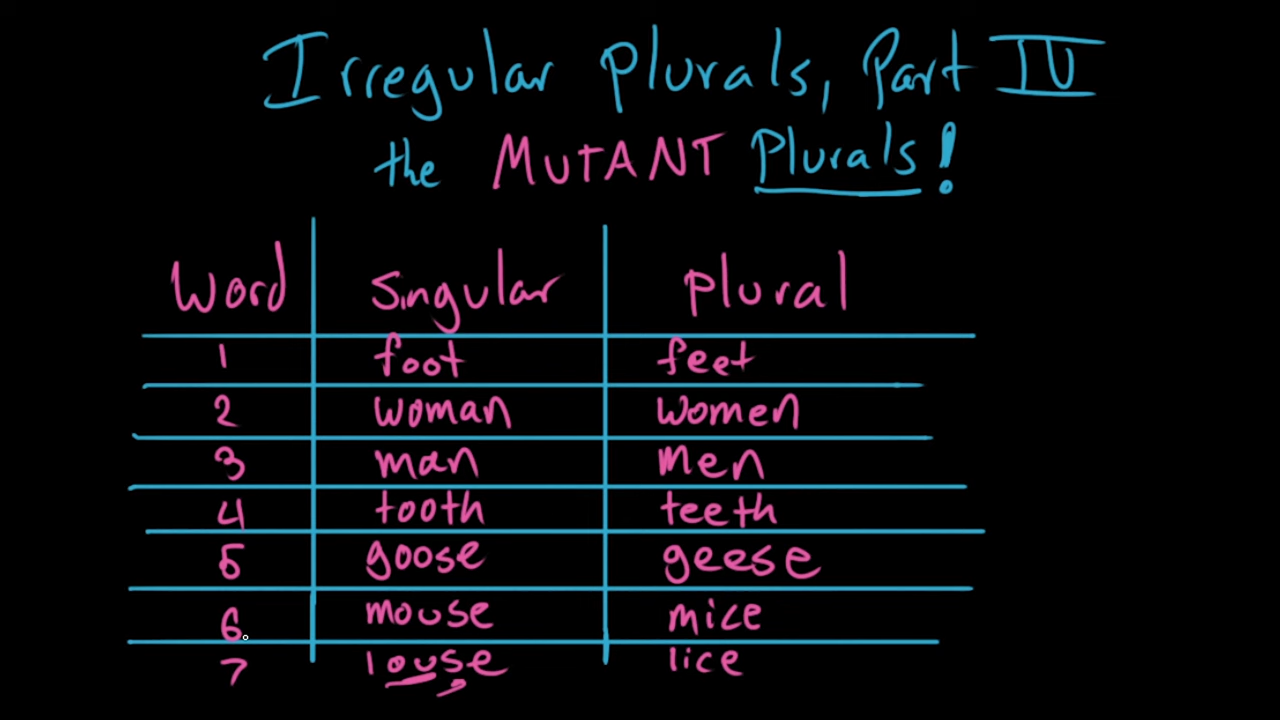 Irregular plurals, Part IV
the MUTANT Plurals!
Word Singular plural
1 foot feet
2 woman women
3 man men
4 tooth teeth
5 goose geese
6 mouse mice
7 louse lice